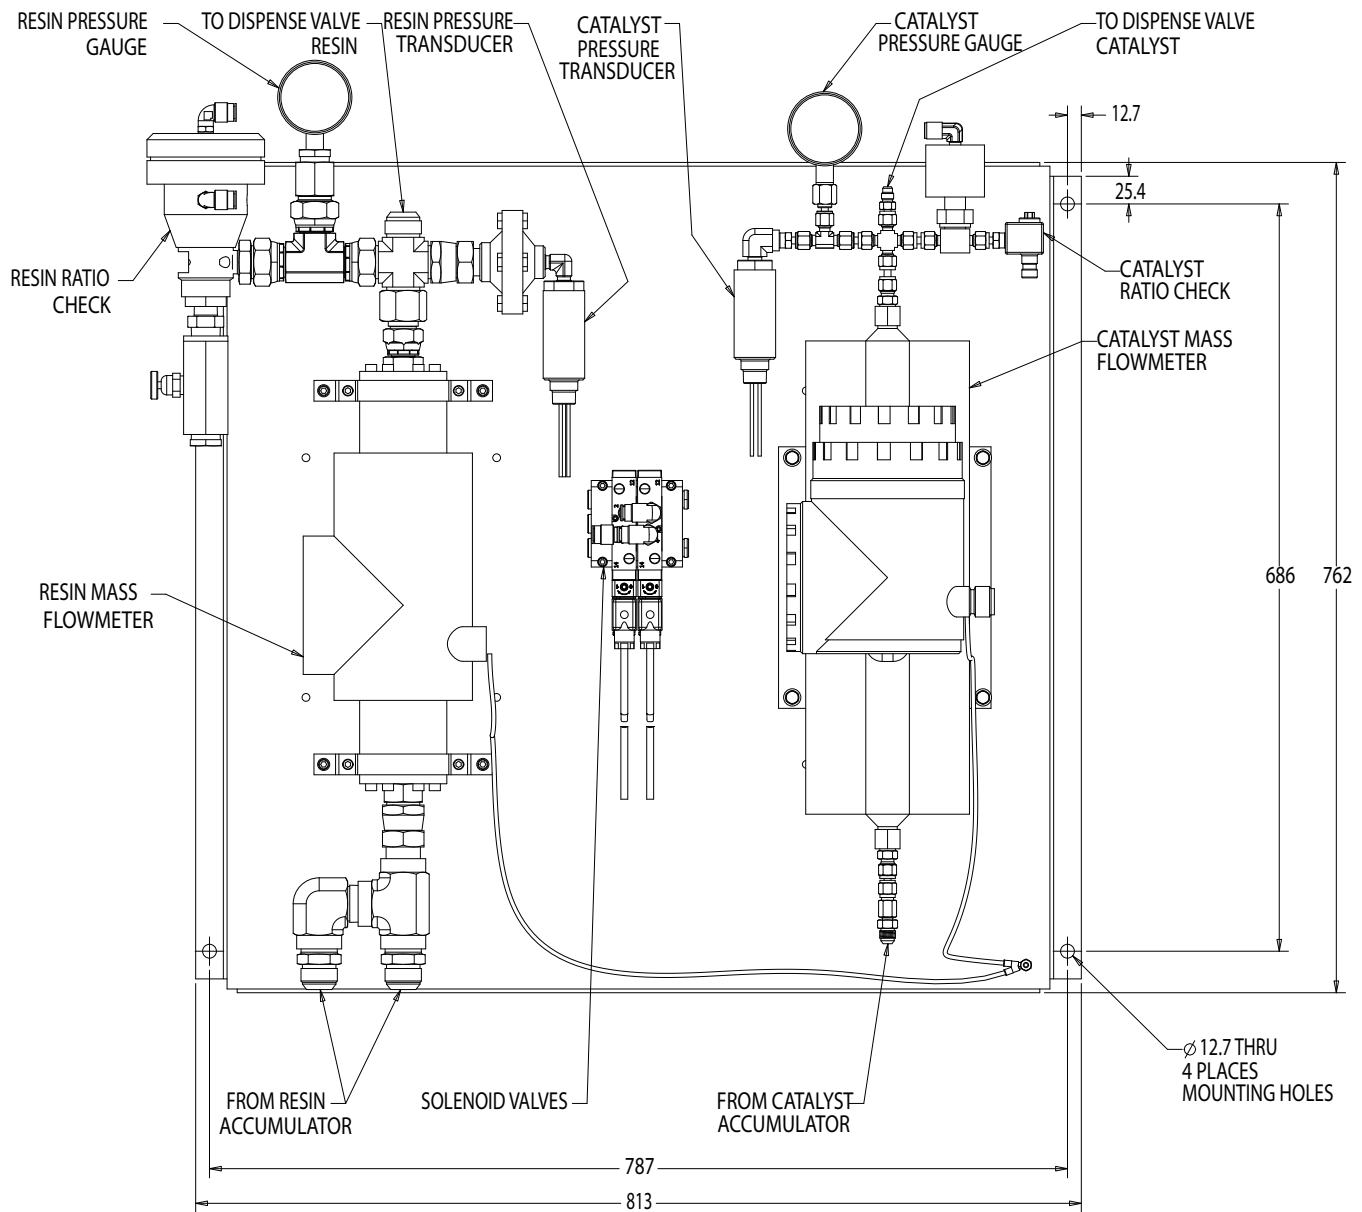 RESIN PRESSURE
GAUGE
TO DISPENSE VALVE
RESIN
RESIN PRESSURE
TRANSDUCER
CATALYST
PRESSURE
TRANSDUCER
CATALYST
PRESSURE GAUGE
TO DISPENSE VALVE
CATALYST
12.7
25.4
RESIN RATIO
CHECK
CATALYST
RATIO CHECK
CATALYST MASS
FLOWMETER
RESIN MASS
FLOWMETER
686
762
FROM RESIN
ACCUMULATOR
SOLENOID VALVES
FROM CATALYST
ACCUMULATOR
⌀ 12.7 THRU
4 PLACES
MOUNTING HOLES
787
813